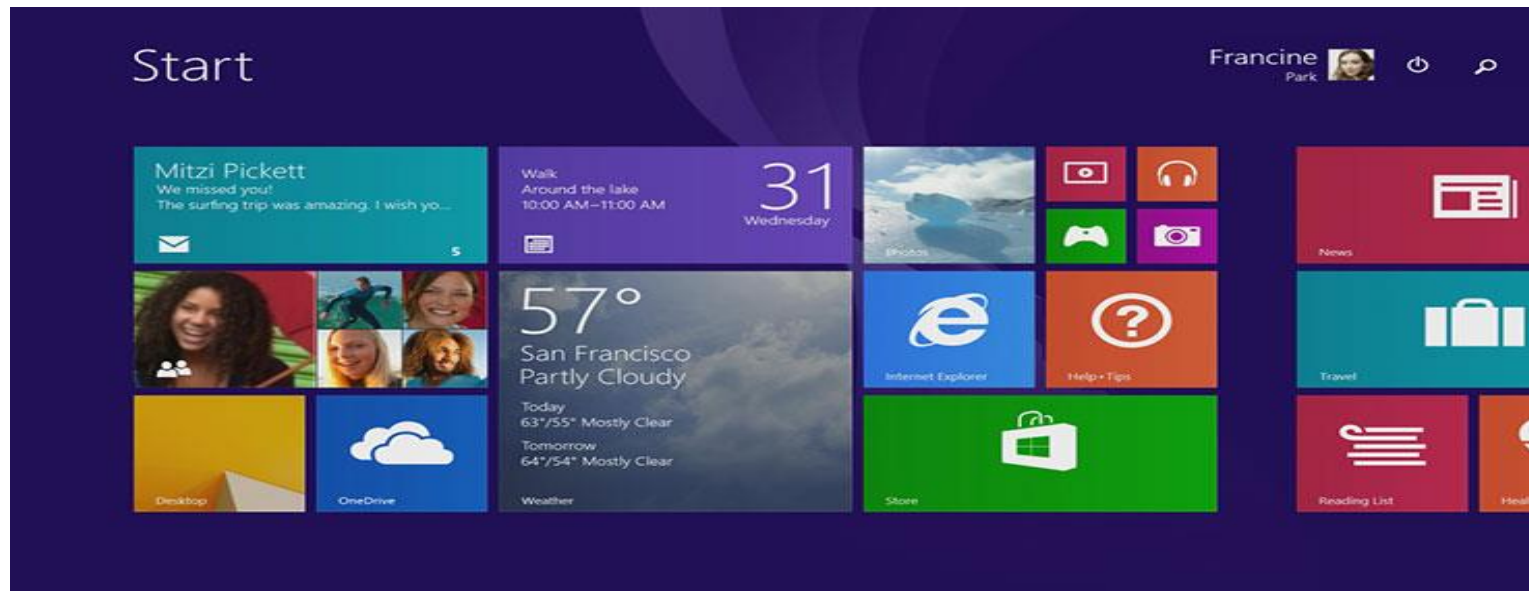 Start
Francine
Park
Mitzi Pickett
We missed you!
The surfing trip was amazing. I wish yo...
5
Walk
Around the lake
10:00 AM–11:00 AM
31
Wednesday
Photos
News
57°
San Francisco
Partly Cloudy
Today
63°/55° Mostly Clear
Tomorrow
64°/54° Mostly Clear
Weather
Internet Explorer
Help+Tips
Travel
Desktop
OneDrive
Store
Reading List
Heal